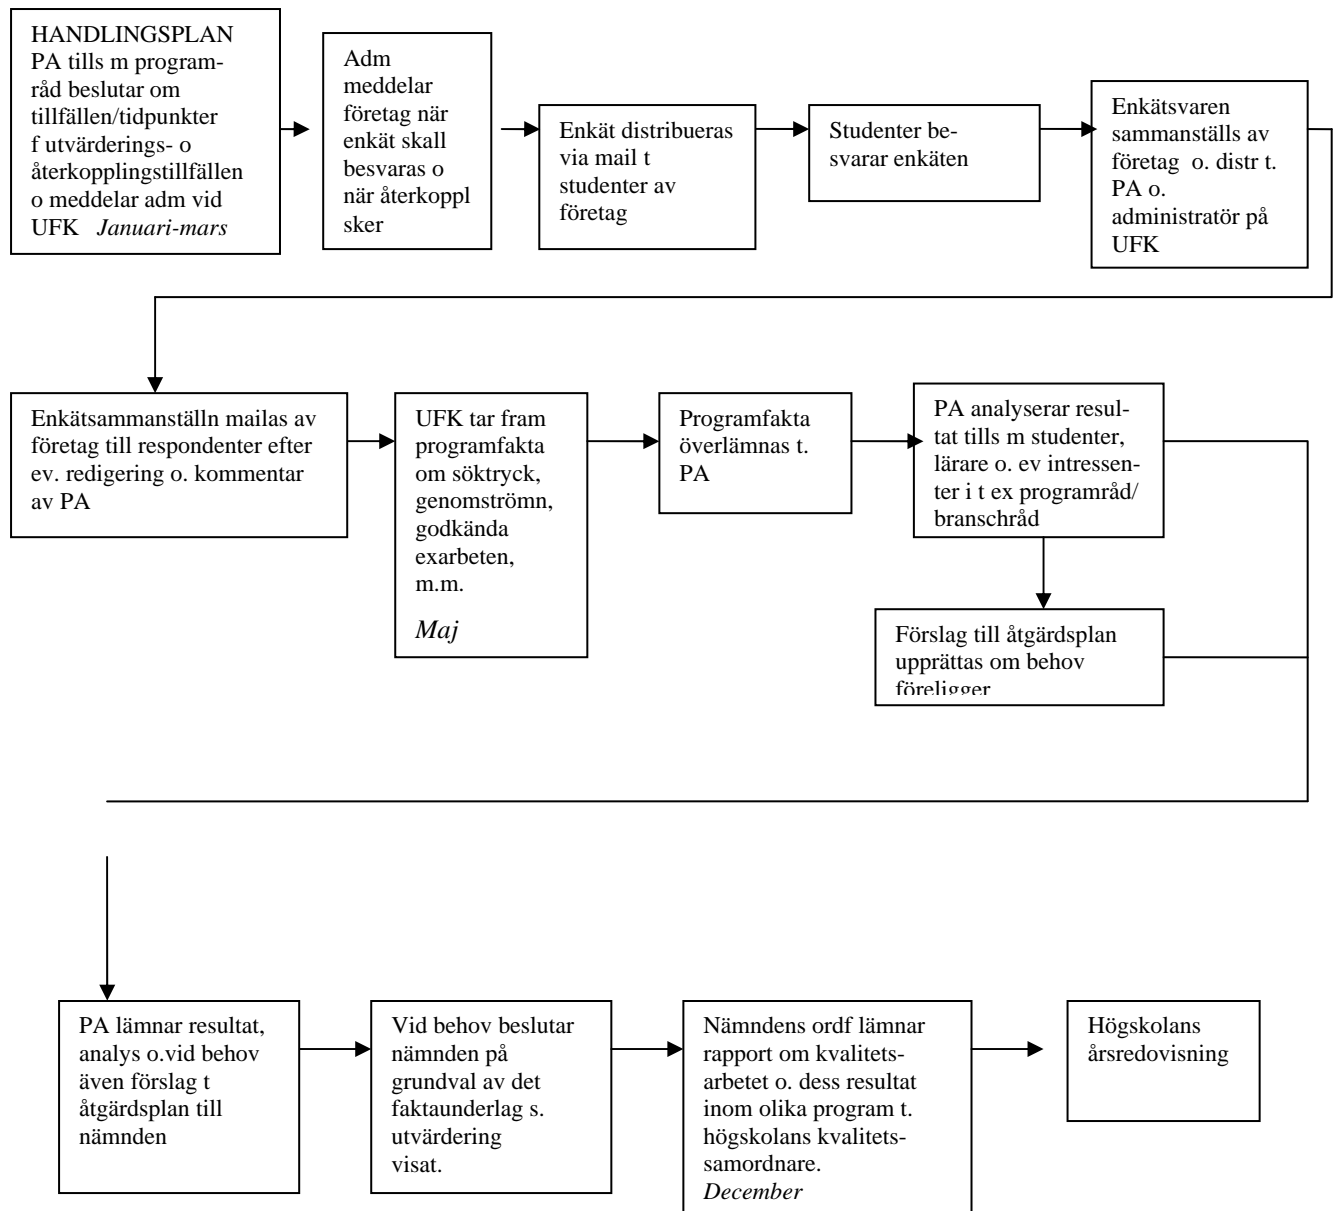 HANDLINGSPLAN
PA tills m program-
råd beslutar om
tillfällen/tidpunkter
f utvärderings- o
återkopplingstillfällen
o meddelar adm vid
UFK Januari-mars
Adm
meddelar
företag när
enkät skall
besvaras o
när återkoppl
sker
Enkät distribueras
via mail t
studenter av
företag
Studenter be-
svarar enkäten
Enkätsvaren
sammanställs av
företag o. distr t.
PA o.
administratör på
UFK
Enkätsammanställn mailas av
företag till respondenter efter
ev. redigering o. kommentar
av PA
UFK tar fram
programfakta
om söktryck,
genomströmn,
godkända
exarbeten,
m.m.
Maj
Programfakta
överlämnas t.
PA
PA analyserar resul-
tat tills m studenter,
lärare o. ev intressen-
ter i t ex programråd/
branschråd
Förslag till åtgärdsplan
upprättas om behov
föreligger
PA lämnar resultat,
analys o.vid behov
även förslag t
åtgärdsplan till
nämnden
Vid behov beslutar
nämnden på
grundval av det
faktaunderlag s.
utvärdering
visat.
Nämndens ordf lämnar
rapport om kvalitets-
arbetet o. dess resultat
inom olika program t.
högskolans kvalitets-
samordnare.
December
Högskolans
årsredovisning